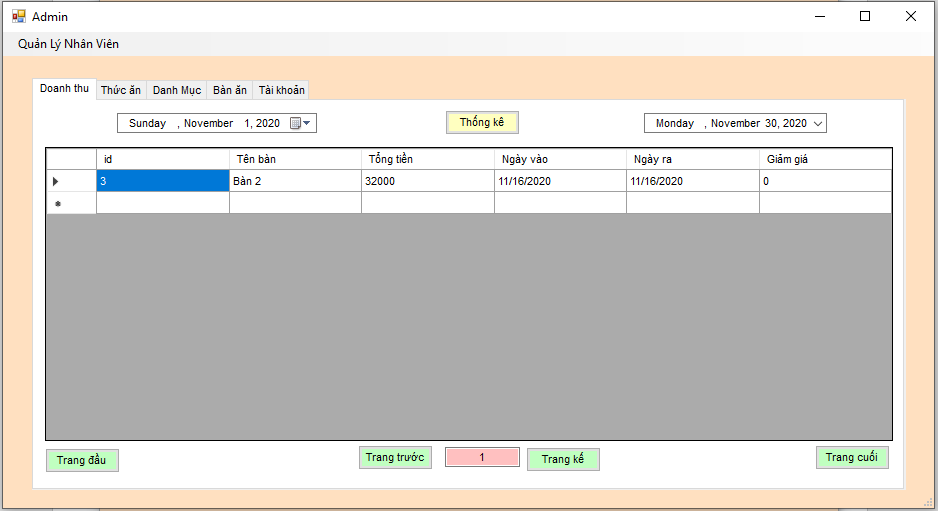 Admin
Quản Lý Nhân Viên
Doanh thu Thức ăn Danh Mục Bàn ăn Tài khoản
Sunday , November 1, 2020 Thống kê Monday , November 30, 2020
id Tên bàn Tổng tiền Ngày vào Ngày ra Giảm giá
3 Bàn 2 32000 11/16/2020 11/16/2020 0
Trang đầu Trang trước 1 Trang kế Trang cuối